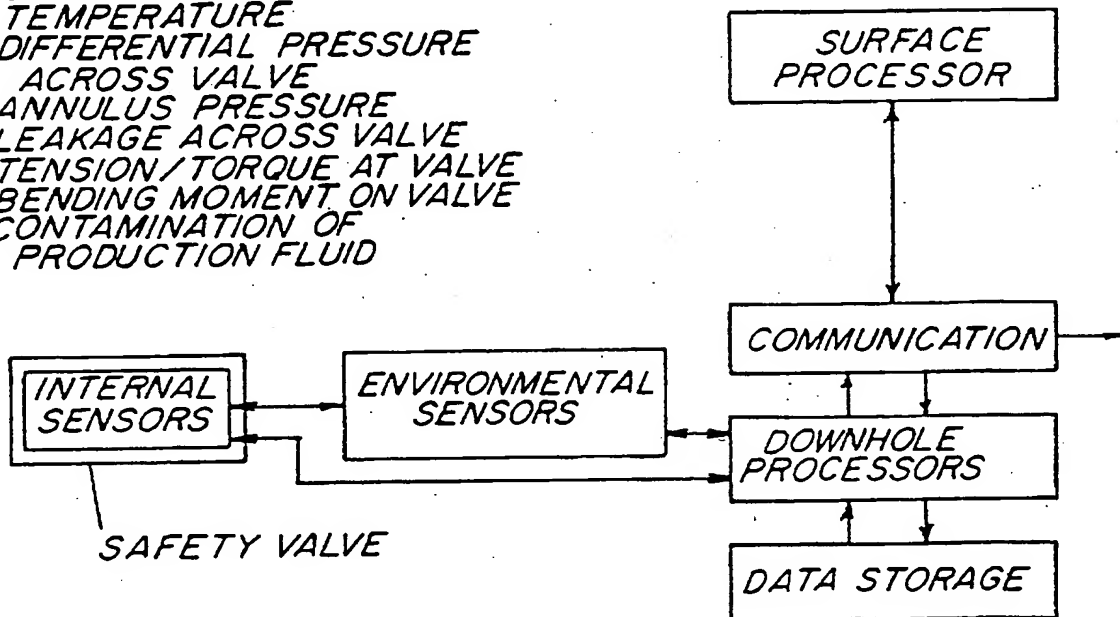 TEMPERATURE
DIFFERENTIAL PRESSURE
ACROSS VALVE
ANNULUS PRESSURE
LEAKAGE ACROSS VALVE
TENSION/TORQUE AT VALVE
BENDING MOMENT ON VALVE
CONTAMINATION OF
PRODUCTION FLUID
SURFACE
PROCESSOR
COMMUNICATION
INTERNAL
SENSORS
ENVIRONMENTAL
SENSORS
DOWNHOLE
PROCESSORS
SAFETY VALVE
DATA STORAGE